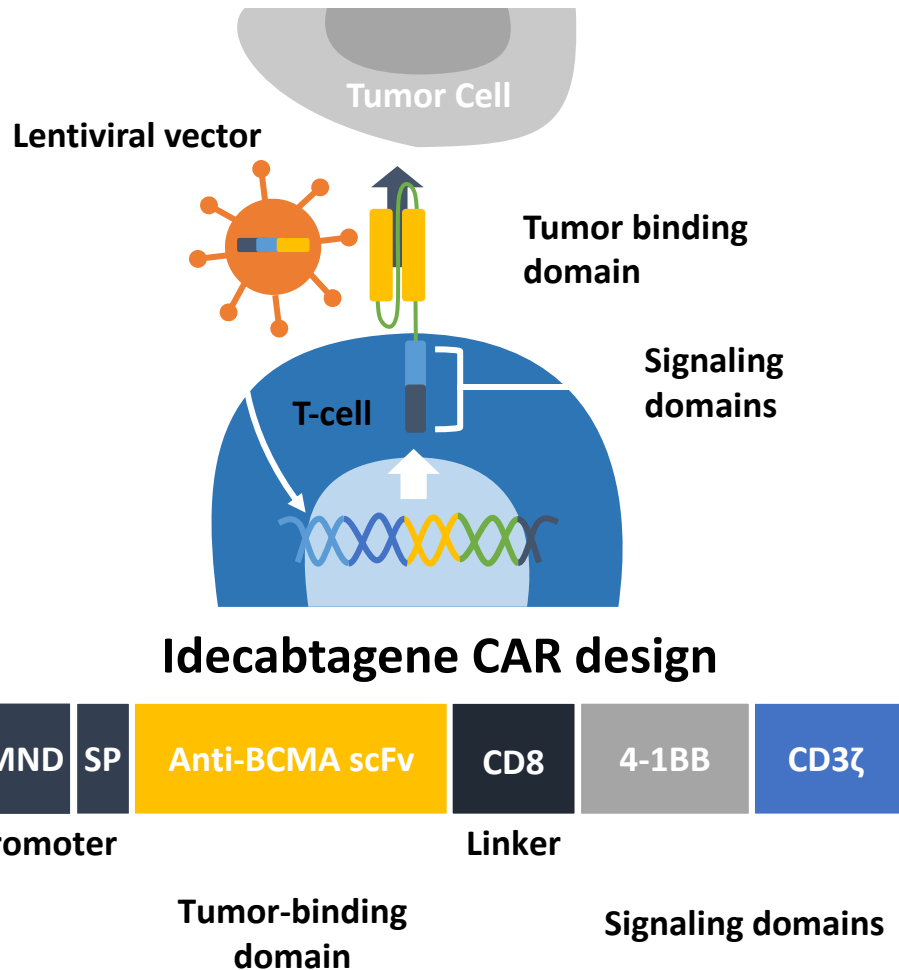 Tumor Cell
Lentiviral vector
Tumor binding
domain
Signaling
domains
T-cell
Idecabtagene CAR design
MND SP Anti-BCMA scFv CD8 4-1BB CD3ζ
romoter Linker
Tumor-binding
domain
Signaling domains